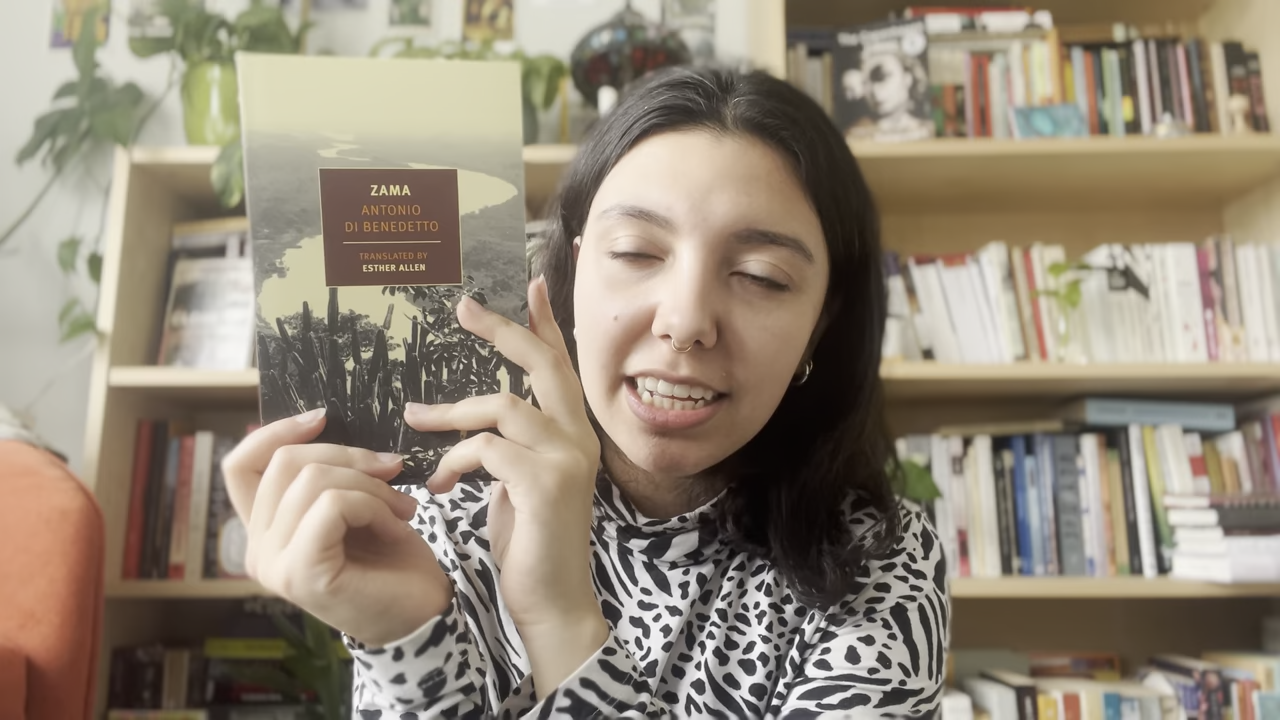 ZAMA
ANTONIO
DI BENEDETTO
TRANSLATED BY
ESTHER ALLEN